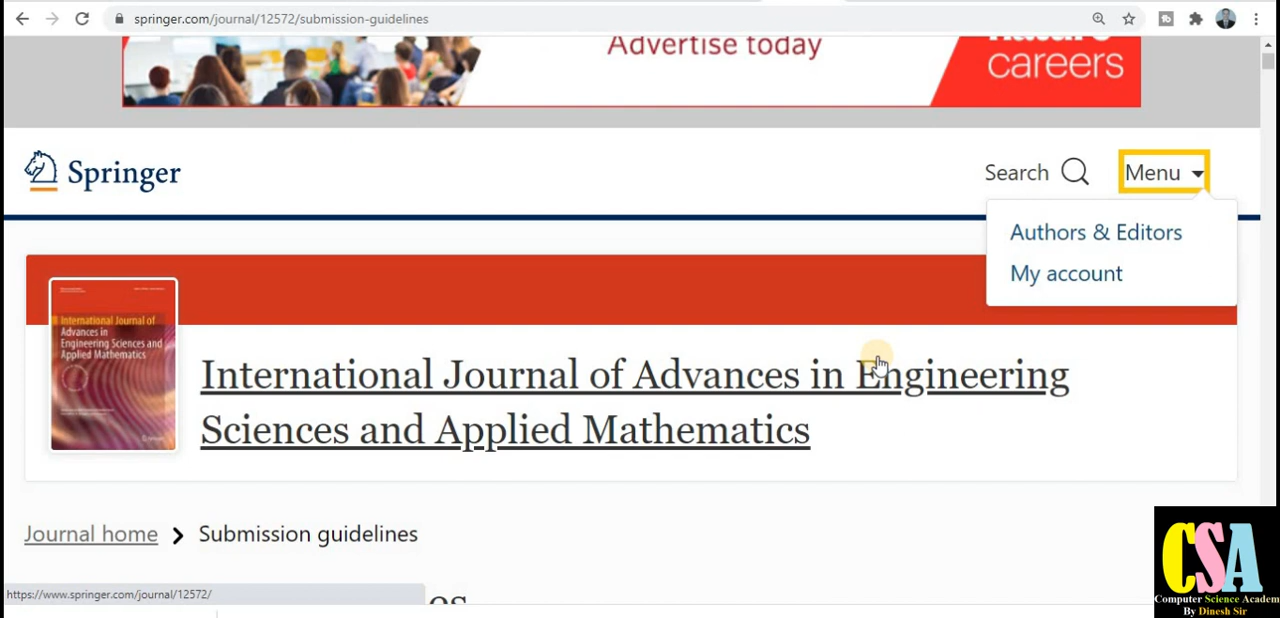 springer.com/journal/12572/submission-guidelines
Advertise today
careers
Springer
Search
Menu
Authors & Editors
My account
International Journal of
Advances in
Engineering Sciences and
Applied Mathematics
International Journal of Advances in Engineering
Sciences and Applied Mathematics
Journal home
Submission guidelines
https://www.springer.com/journal/12572/
CSA
Computer Science Academ
By Dinesh Sir